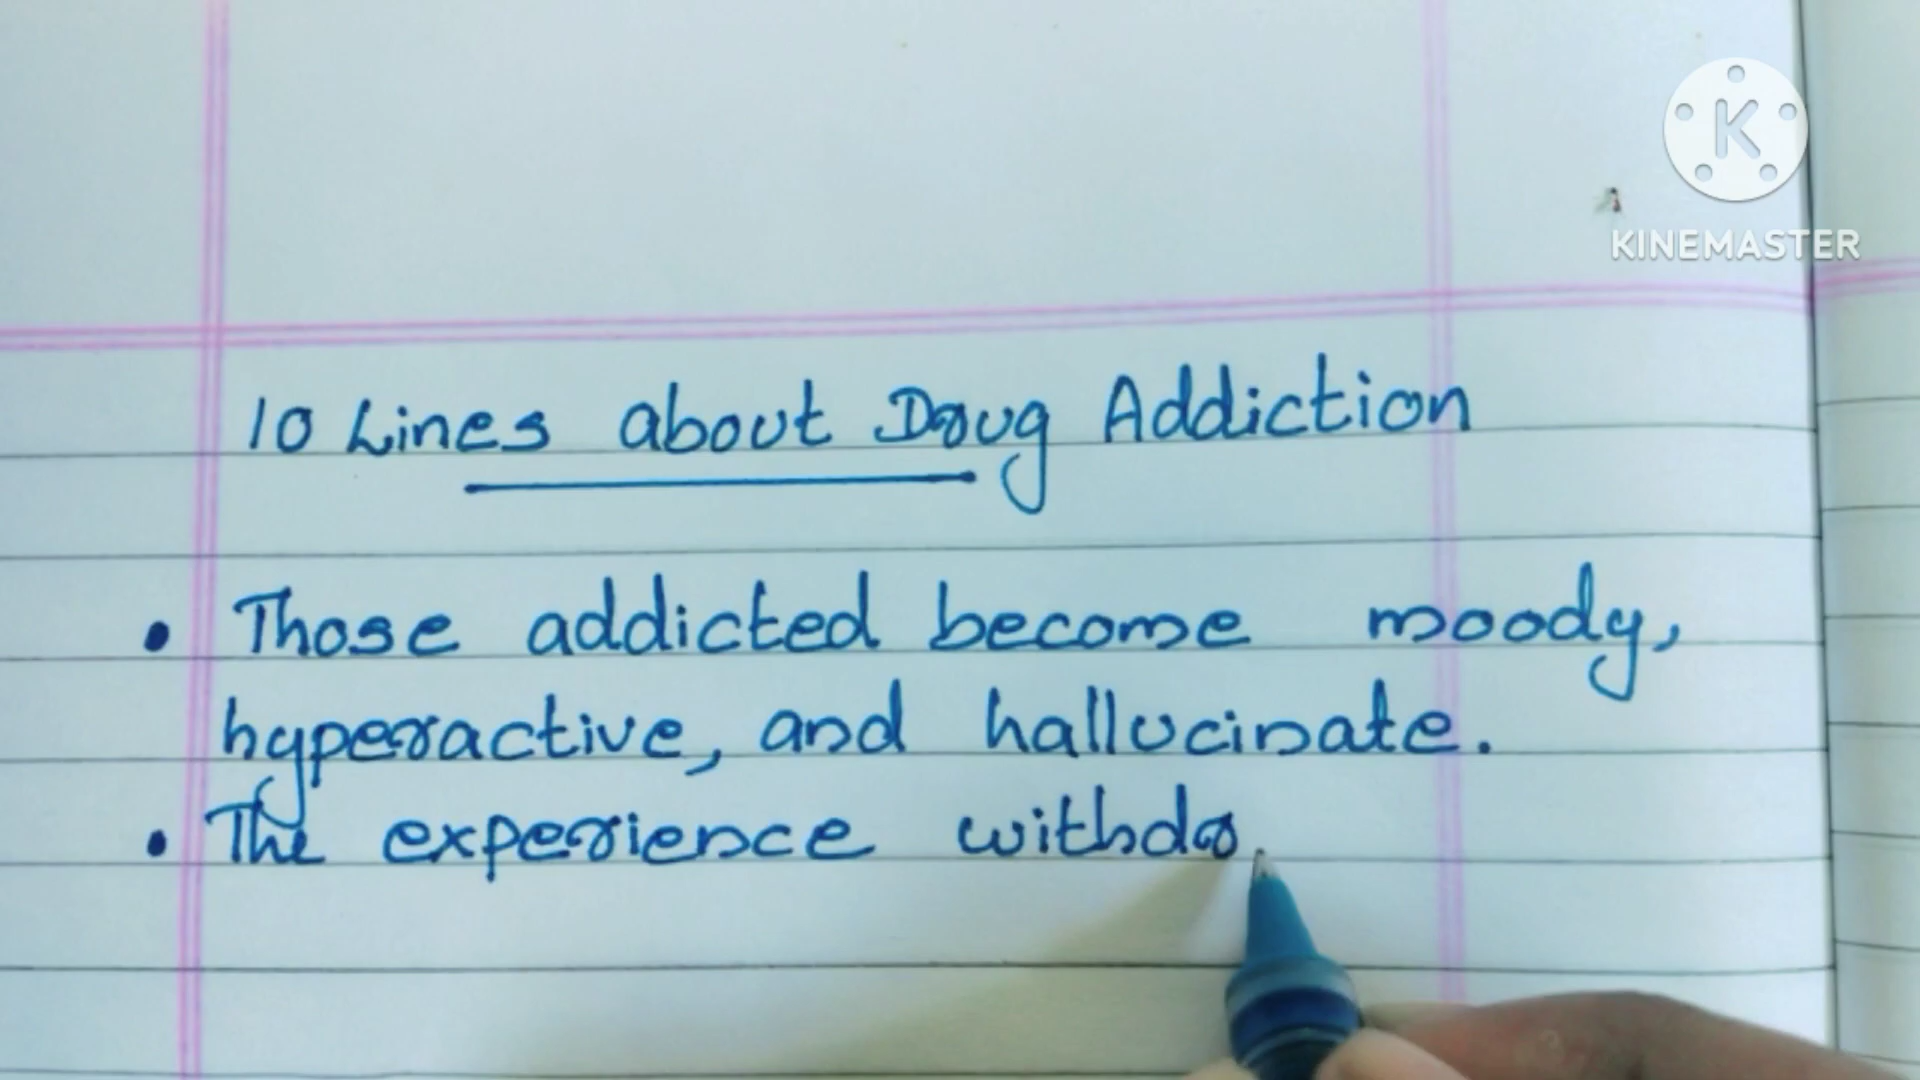 K
KINEMASTER
10 Lines about Drug Addiction
• Those addicted become moody,
hyperactive, and hallucinate.
• The experience withdr